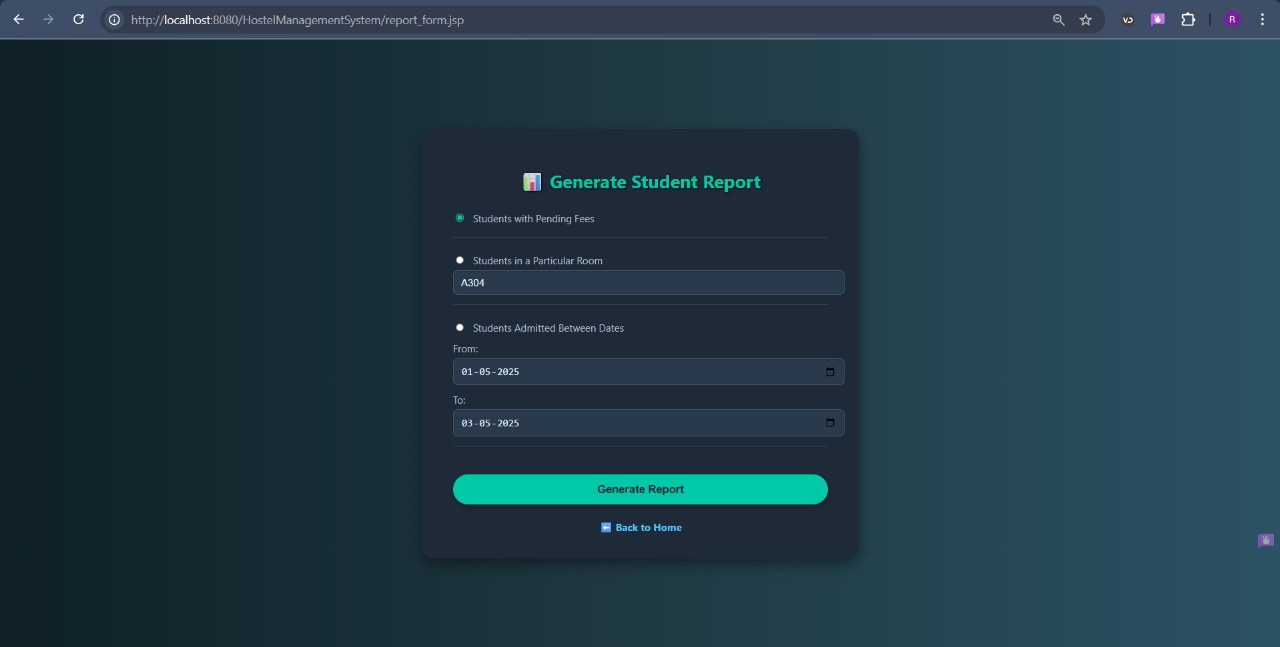 http://localhost:8080/HostelManagementSystem/report_form.jsp
VD
R
Generate Student Report
Students with Pending Fees
Students in a Particular Room
A304
Students Admitted Between Dates
From:
01-05-2025
To:
03-05-2025
Generate Report
Back to Home